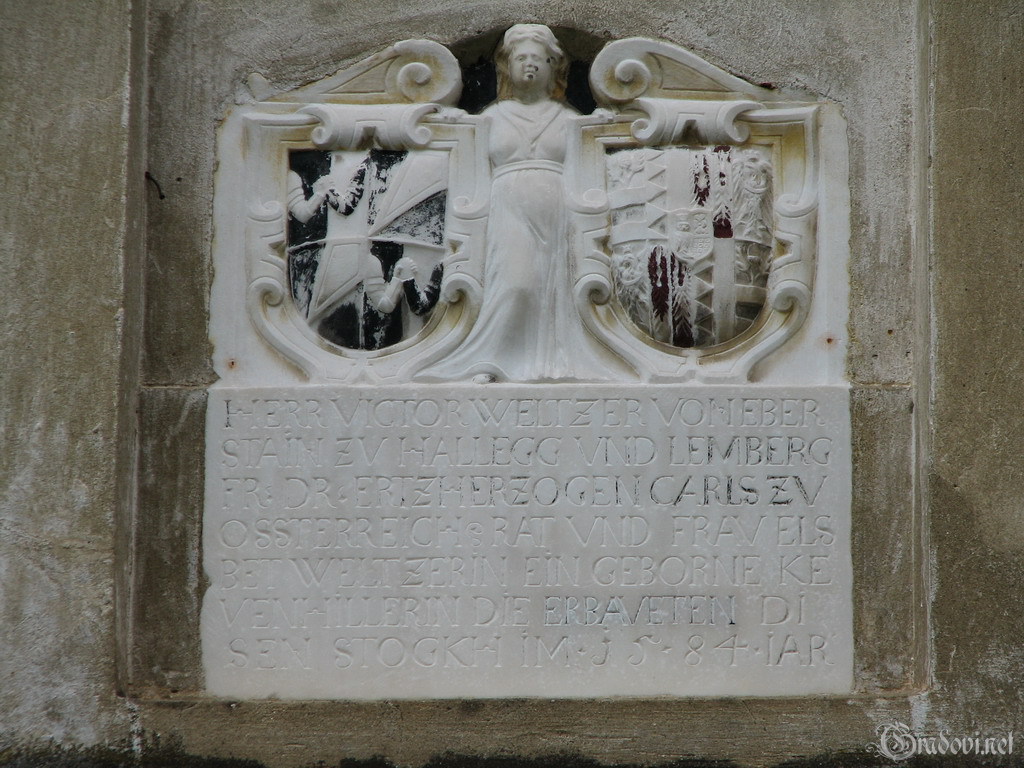 HERR VICTOR WELTZER VON EBER
STAIN ZV HALLEGG VND LEMBERG
FR: DR: ERTZHERZOGEN CARLS ZV
OSSTERREICH RAT VND FRAV ELS
BET WELTZERIN EIN GEBORNE KE
VENHILLERIN DIE ERBAVETEN DI
SEN STOCKH IM · 15 · 84 · IAR
Gradovi.net